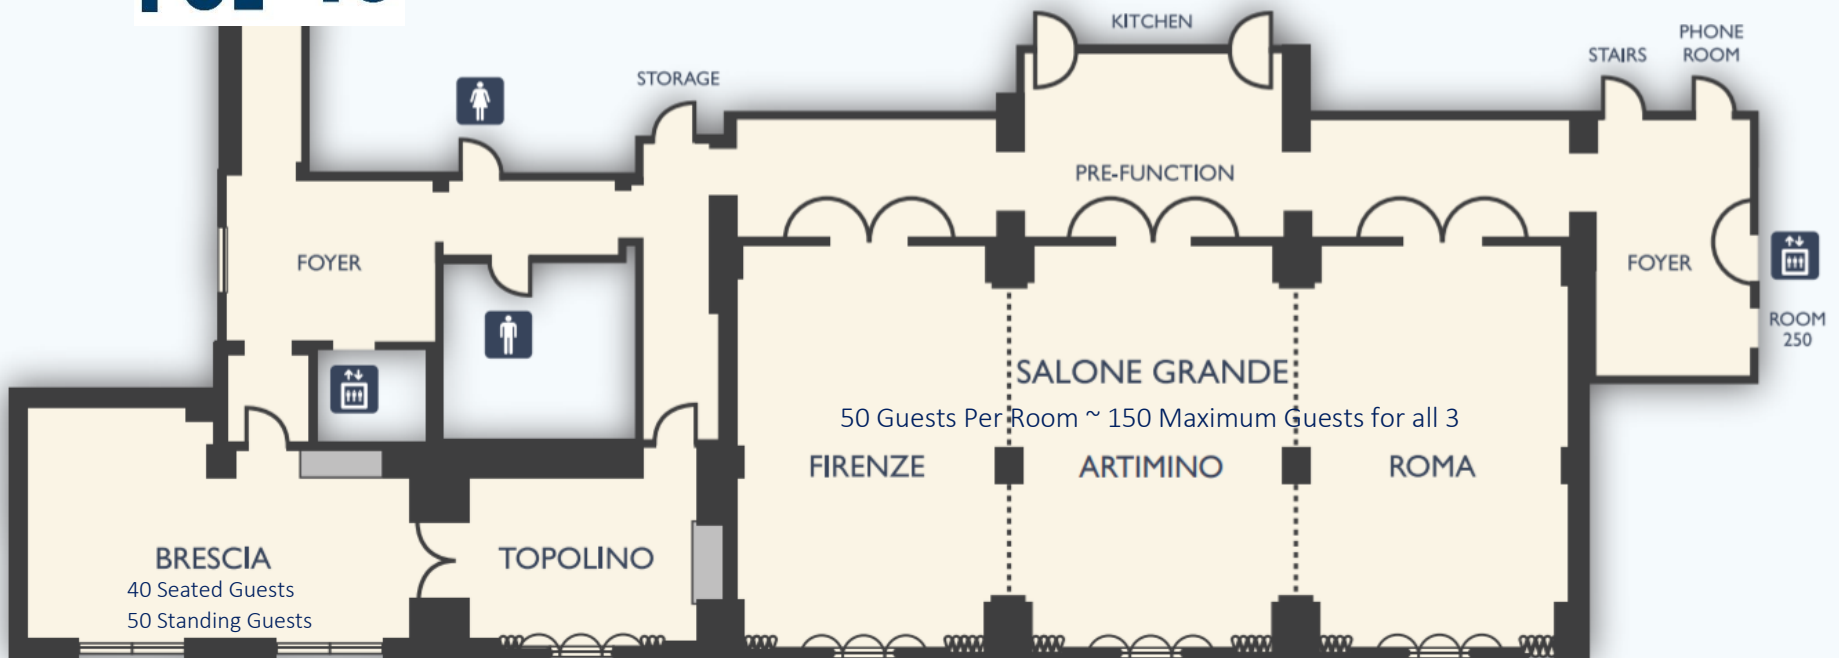 KITCHEN
PHONE
ROOM
STAIRS
STORAGE
PRE-FUNCTION
FOYER
FOYER
ROOM
250
SALONE GRANDE
50 Guests Per Room ~ 150 Maximum Guests for all 3
FIRENZE
ARTIMINO
ROMA
BRESCIA
TOPOLINO
40 Seated Guests
50 Standing Guests